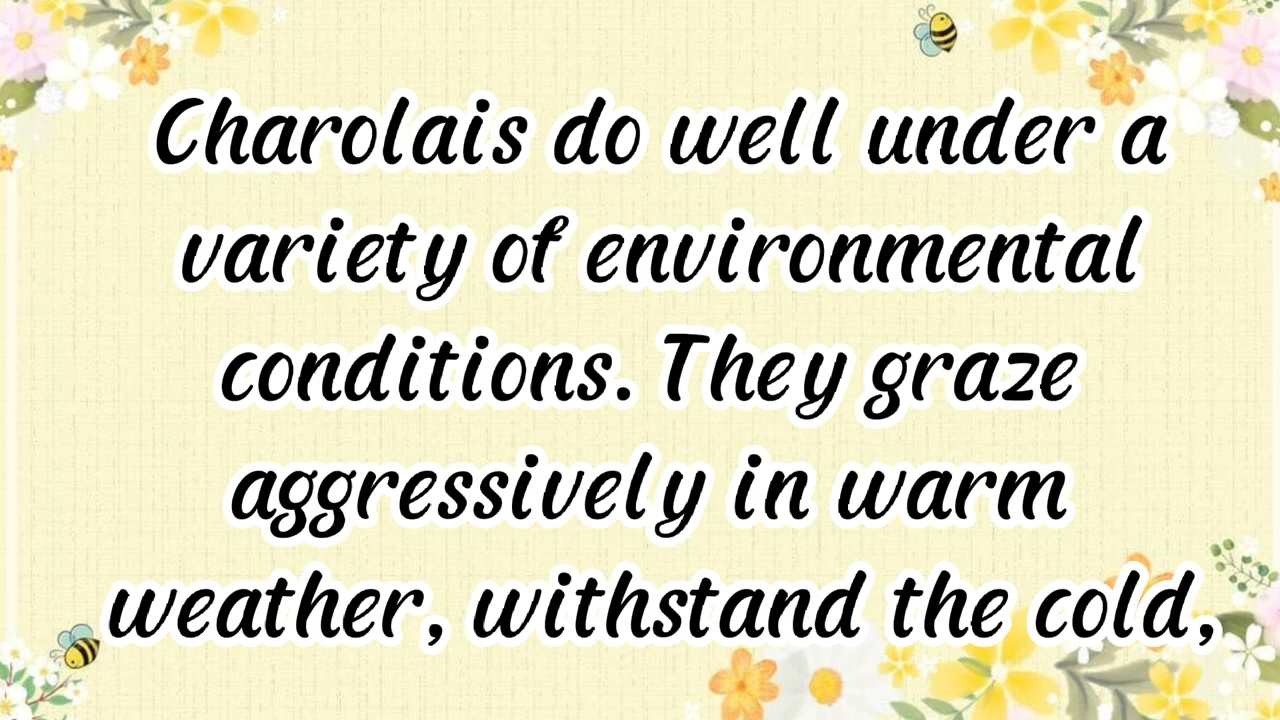 Charolais do well under a
variety of environmental
conditions. They graze
aggressively in warm
weather, withstand the cold,